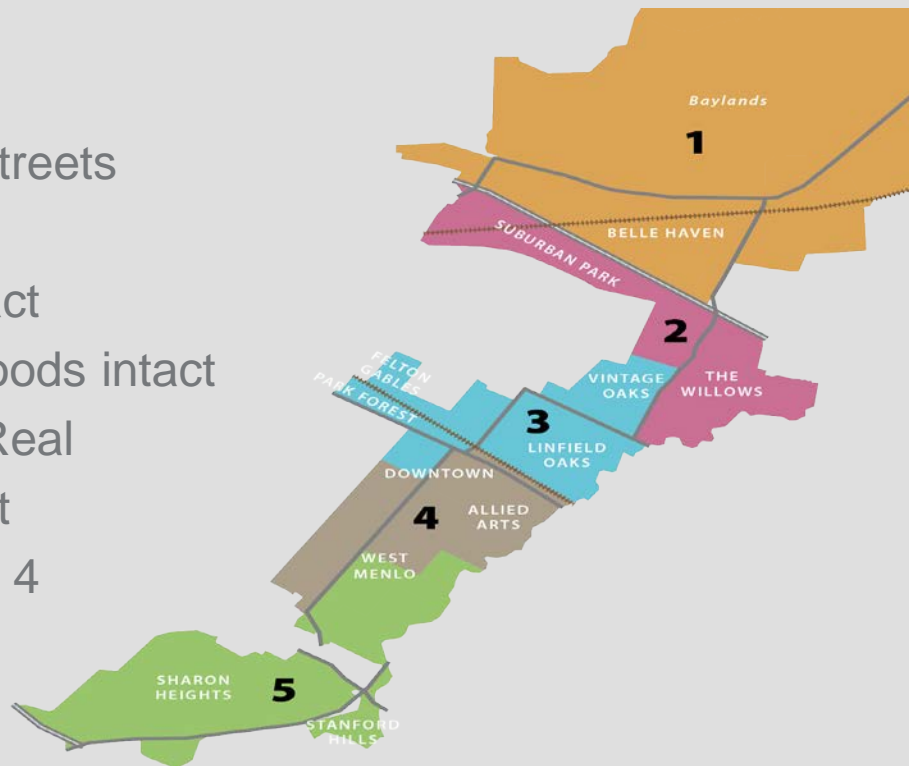 treets
act
oods intact
Real
t
4
Baylands
1
BELLE HAVEN
SUBURBAN PARK
2
THE
WILLOWS
VINTAGE
OAKS
FELTON
GABLES
PARK FOREST
3
LINFIELD
OAKS
DOWNTOWN
4
ALLIED
ARTS
WEST
MENLO
SHARON
HEIGHTS
5
STANFORD
HILLS